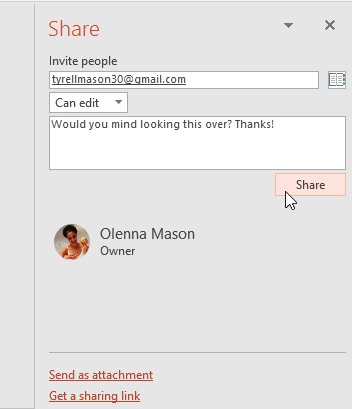 Share
Invite people
tyrellmason30@gmail.com
Can edit
Would you mind looking this over? Thanks!
Share
Olenna Mason
Owner
Send as attachment
Get a sharing link